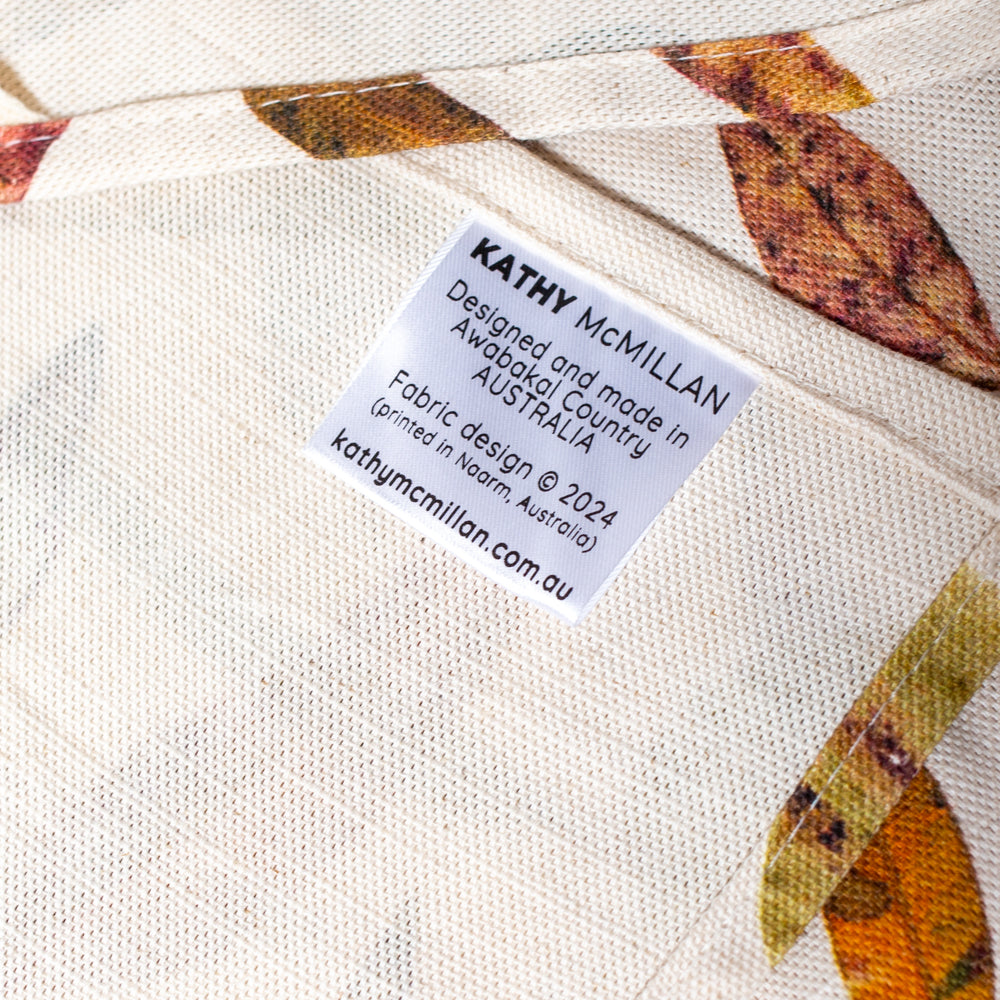 KATHY McMILLAN
Designed and made in
Awabakal Country
AUSTRALIA
Fabric design © 2024
(printed in Naarm, Australia)
kathymcmillan.com.au